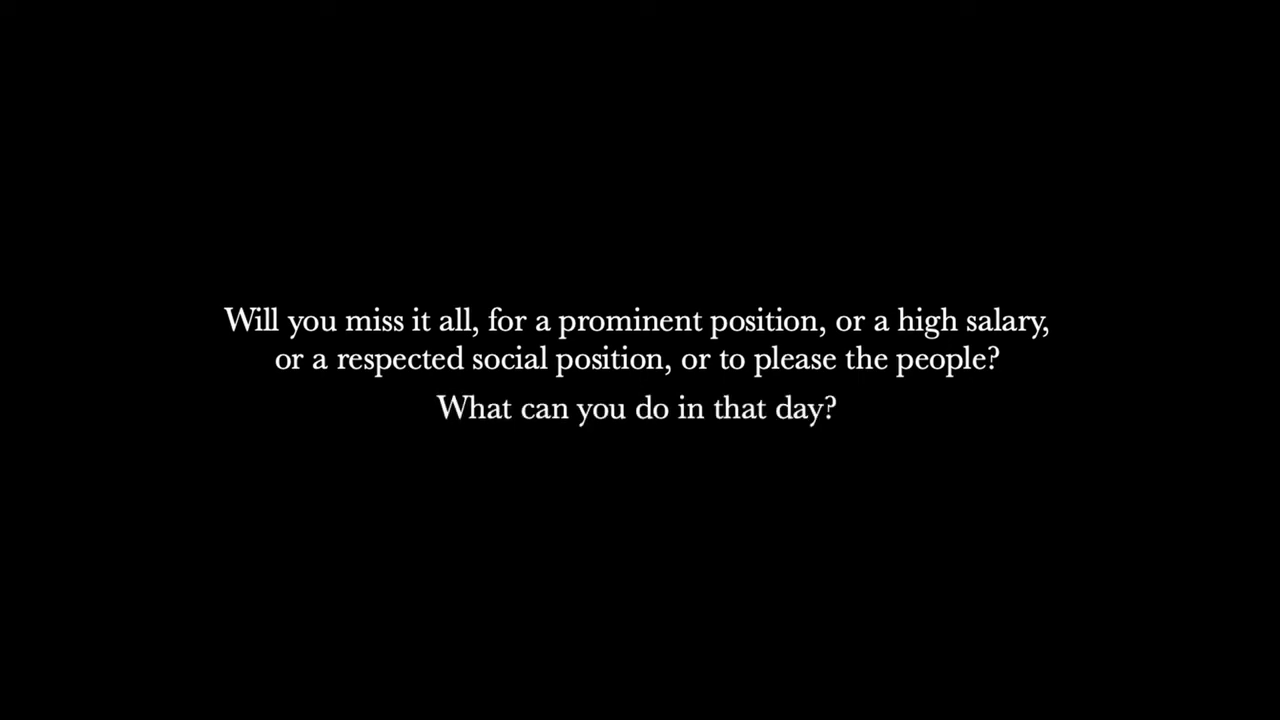 Will you miss it all, for a prominent position, or a high salary,
or a respected social position, or to please the people?
What can you do in that day?